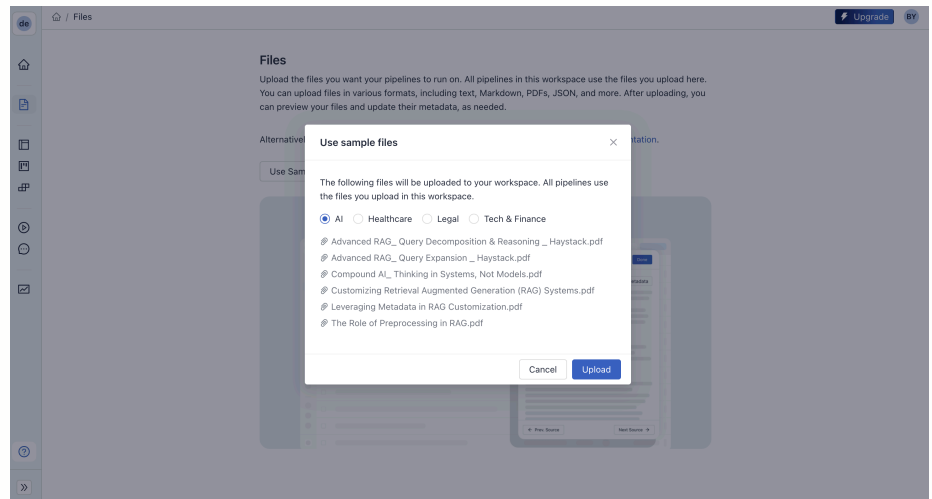 de
/ Files
Upgrade
BY
Files
Upload the files you want your pipelines to run on. All pipelines in this workspace use the files you upload here.
You can upload files in various formats, including text, Markdown, PDFs, JSON, and more. After uploading, you
can preview your files and update their metadata, as needed.
Use sample files
The following files will be uploaded to your workspace. All pipelines use
the files you upload in this workspace.
AI Healthcare Legal Tech & Finance
Advanced RAG_ Query Decomposition & Reasoning _ Haystack.pdf
Advanced RAG_ Query Expansion _ Haystack.pdf
Compound AI_ Thinking in Systems, Not Models.pdf
Customizing Retrieval Augmented Generation (RAG) Systems.pdf
Leveraging Metadata in RAG Customization.pdf
The Role of Preprocessing in RAG.pdf
Cancel Upload
← Prev. Source Next Source →